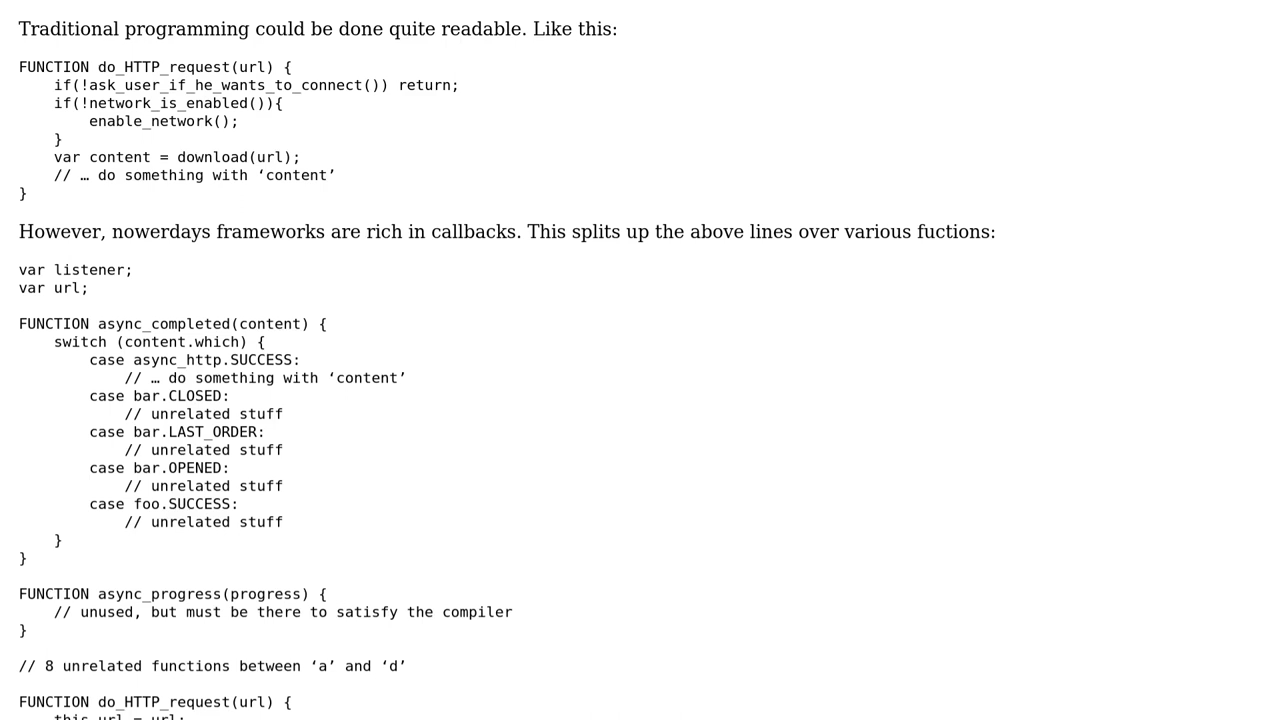 Traditional programming could be done quite readable. Like this:
FUNCTION do_HTTP_request(url) {
    if(!ask_user_if_he_wants_to_connect()) return;
    if(!network_is_enabled()){
        enable_network();
    }
    var content = download(url);
    // … do something with ‘content’
}
However, nowerdays frameworks are rich in callbacks. This splits up the above lines over various fuctions:
var listener;
var url;
FUNCTION async_completed(content) {
    switch (content.which) {
        case async_http.SUCCESS:
            // … do something with ‘content’
        case bar.CLOSED:
            // unrelated stuff
        case bar.LAST_ORDER:
            // unrelated stuff
        case bar.OPENED:
            // unrelated stuff
        case foo.SUCCESS:
            // unrelated stuff
    }
}
FUNCTION async_progress(progress) {
    // unused, but must be there to satisfy the compiler
}
// 8 unrelated functions between ‘a’ and ‘d’
FUNCTION do_HTTP_request(url) {
    this.url = url;